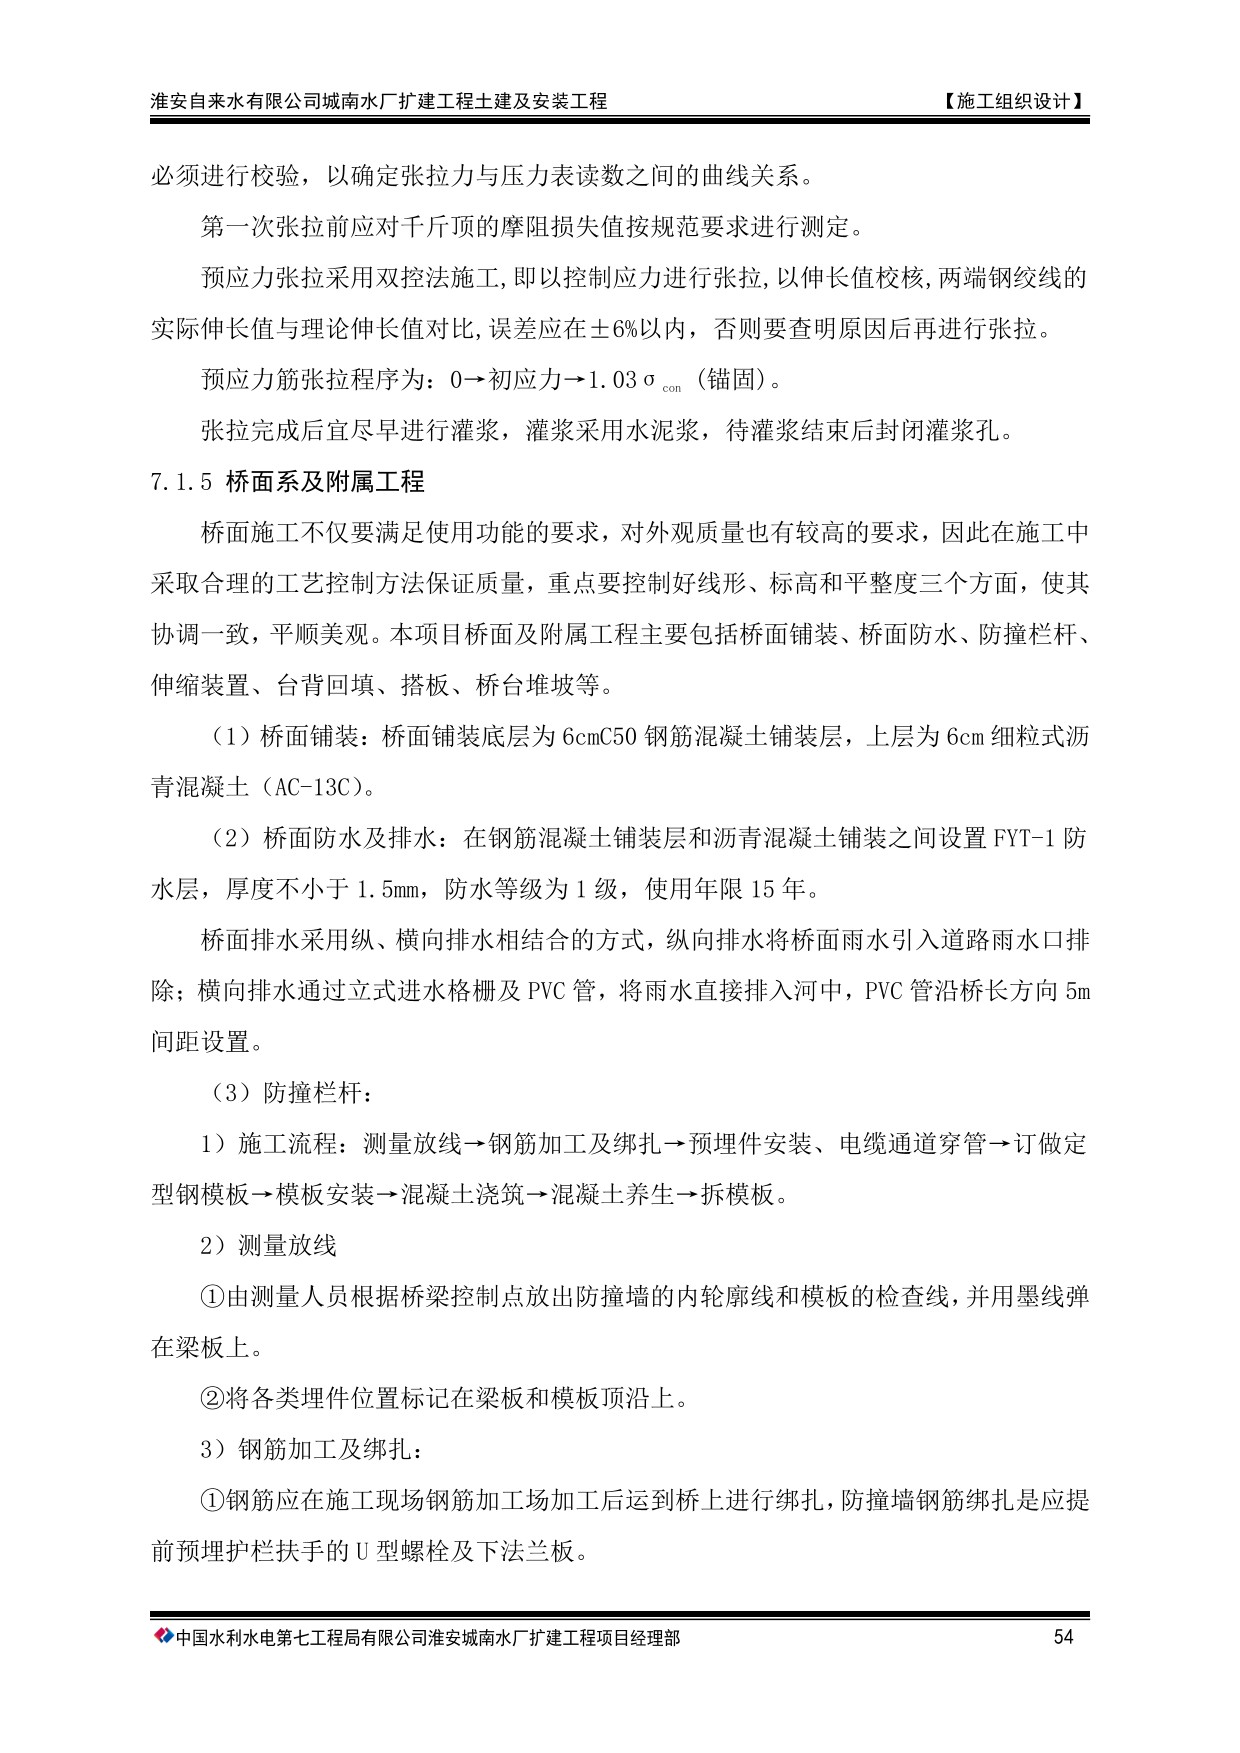 淮安自来水有限公司城南水厂扩建工程土建及安装工程 【施工组织设计】
必须进行校验，以确定张拉力与压力表读数之间的曲线关系。
第一次张拉前应对千斤顶的摩阻损失值按规范要求进行测定。
预应力张拉采用双控法施工,即以控制应力进行张拉,以伸长值校核,两端钢绞线的
实际伸长值与理论伸长值对比,误差应在±6%以内，否则要查明原因后再进行张拉。
预应力筋张拉程序为：0→初应力→1.03σcon (锚固)。
张拉完成后宜尽早进行灌浆，灌浆采用水泥浆，待灌浆结束后封闭灌浆孔。
7.1.5 桥面系及附属工程
桥面施工不仅要满足使用功能的要求，对外观质量也有较高的要求，因此在施工中
采取合理的工艺控制方法保证质量，重点要控制好线形、标高和平整度三个方面，使其
协调一致，平顺美观。本项目桥面及附属工程主要包括桥面铺装、桥面防水、防撞栏杆、
伸缩装置、台背回填、搭板、桥台堆坡等。
（1）桥面铺装：桥面铺装底层为 6cmC50 钢筋混凝土铺装层，上层为 6cm 细粒式沥
青混凝土（AC-13C）。
（2）桥面防水及排水：在钢筋混凝土铺装层和沥青混凝土铺装之间设置 FYT-1 防
水层，厚度不小于 1.5mm，防水等级为 1 级，使用年限 15 年。
桥面排水采用纵、横向排水相结合的方式，纵向排水将桥面雨水引入道路雨水口排
除；横向排水通过立式进水格栅及 PVC 管，将雨水直接排入河中，PVC 管沿桥长方向 5m
间距设置。
（3）防撞栏杆：
1）施工流程：测量放线→钢筋加工及绑扎→预埋件安装、电缆通道穿管→订做定
型钢模板→模板安装→混凝土浇筑→混凝土养生→拆模板。
2）测量放线
①由测量人员根据桥梁控制点放出防撞墙的内轮廓线和模板的检查线，并用墨线弹
在梁板上。
②将各类埋件位置标记在梁板和模板顶沿上。
3）钢筋加工及绑扎：
①钢筋应在施工现场钢筋加工场加工后运到桥上进行绑扎，防撞墙钢筋绑扎是应提
前预埋护栏扶手的 U 型螺栓及下法兰板。
中国水利水电第七工程局有限公司淮安城南水厂扩建工程项目经理部 54